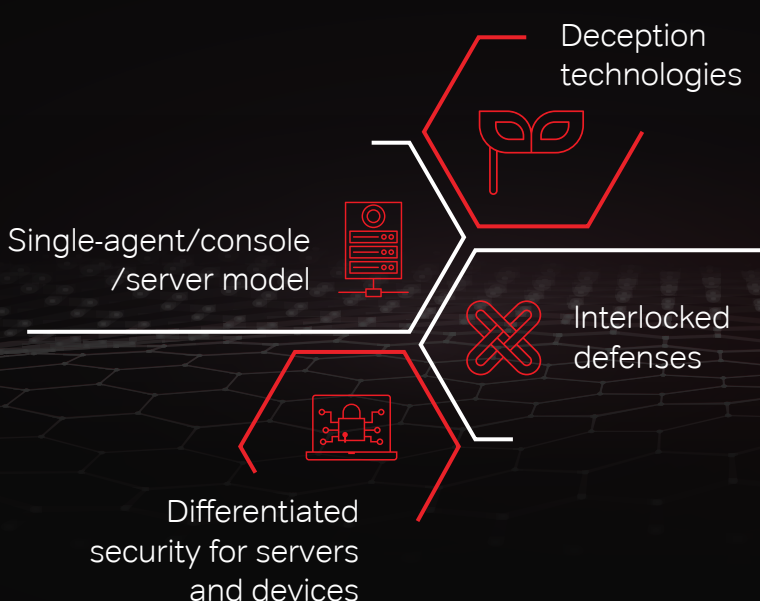 Deception
technologies
Single-agent/console
/server model
Interlocked
defenses
Differentiated
security for servers
and devices